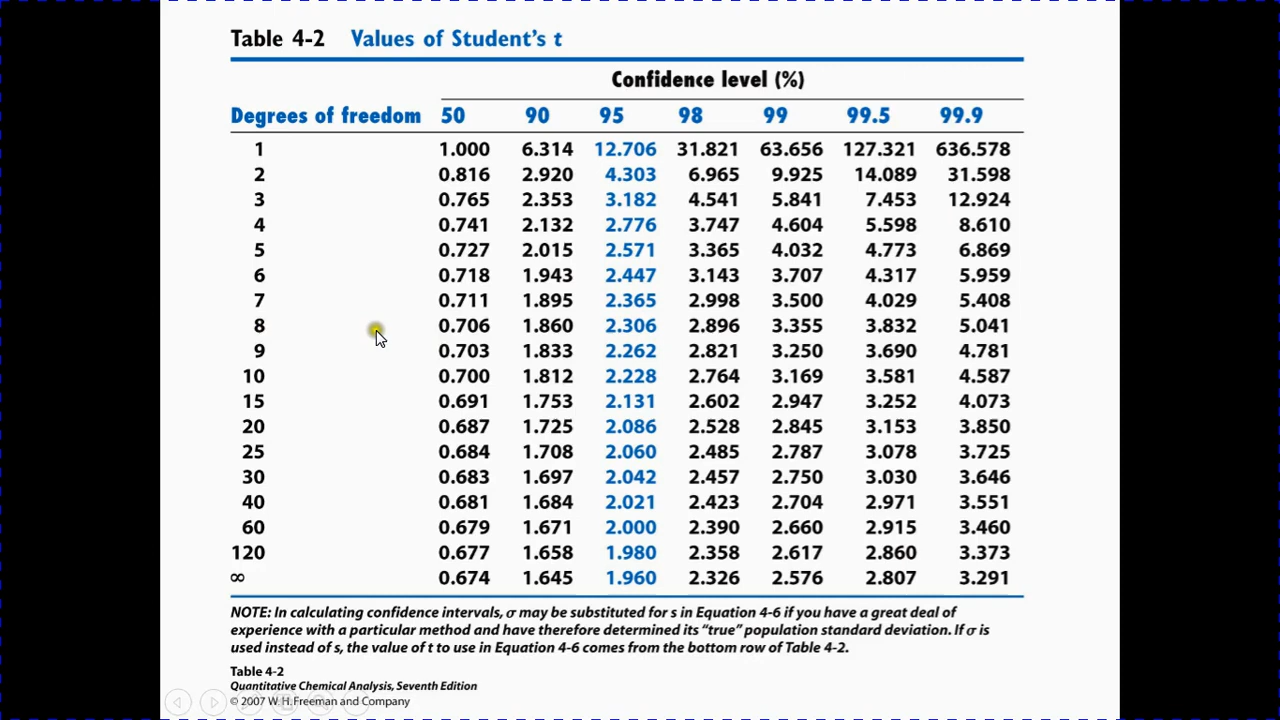 Table 4-2 Values of Student's t
Confidence level (%)
Degrees of freedom 50 90 95 98 99 99.5 99.9
1 1.000 6.314 12.706 31.821 63.656 127.321 636.578
2 0.816 2.920 4.303 6.965 9.925 14.089 31.598
3 0.765 2.353 3.182 4.541 5.841 7.453 12.924
4 0.741 2.132 2.776 3.747 4.604 5.598 8.610
5 0.727 2.015 2.571 3.365 4.032 4.773 6.869
6 0.718 1.943 2.447 3.143 3.707 4.317 5.959
7 0.711 1.895 2.365 2.998 3.500 4.029 5.408
8 0.706 1.860 2.306 2.896 3.355 3.832 5.041
9 0.703 1.833 2.262 2.821 3.250 3.690 4.781
10 0.700 1.812 2.228 2.764 3.169 3.581 4.587
15 0.691 1.753 2.131 2.602 2.947 3.252 4.073
20 0.687 1.725 2.086 2.528 2.845 3.153 3.850
25 0.684 1.708 2.060 2.485 2.787 3.078 3.725
30 0.683 1.697 2.042 2.457 2.750 3.030 3.646
40 0.681 1.684 2.021 2.423 2.704 2.971 3.551
60 0.679 1.671 2.000 2.390 2.660 2.915 3.460
120 0.677 1.658 1.980 2.358 2.617 2.860 3.373
∞ 0.674 1.645 1.960 2.326 2.576 2.807 3.291
NOTE: In calculating confidence intervals, σ may be substituted for s in Equation 4-6 if you have a great deal of
experience with a particular method and have therefore determined its "true" population standard deviation. If σ is
used instead of s, the value of t to use in Equation 4-6 comes from the bottom row of Table 4-2.
Table 4-2
Quantitative Chemical Analysis, Seventh Edition
© 2007 W. H. Freeman and Company